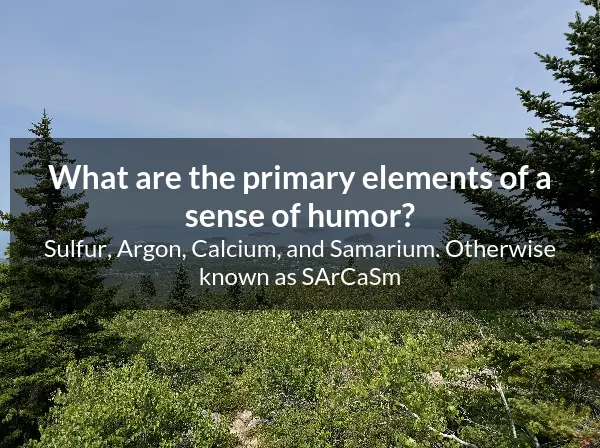 What are the primary elements of a
sense of humor?
Sulfur, Argon, Calcium, and Samarium. Otherwise
known as SArCaSm